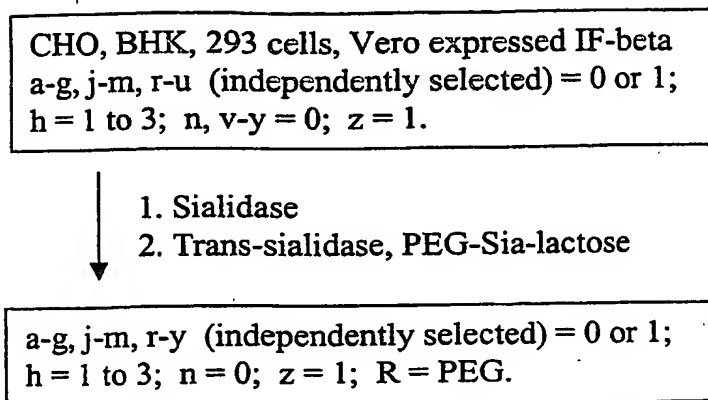 CHO, BHK, 293 cells, Vero expressed IF-beta
a-g, j-m, r-u (independently selected) = 0 or 1;
h = 1 to 3; n, v-y = 0; z = 1.
1. Sialidase
2. Trans-sialidase, PEG-Sia-lactose
a-g, j-m, r-y (independently selected) = 0 or 1;
h = 1 to 3; n = 0; z = 1; R = PEG.